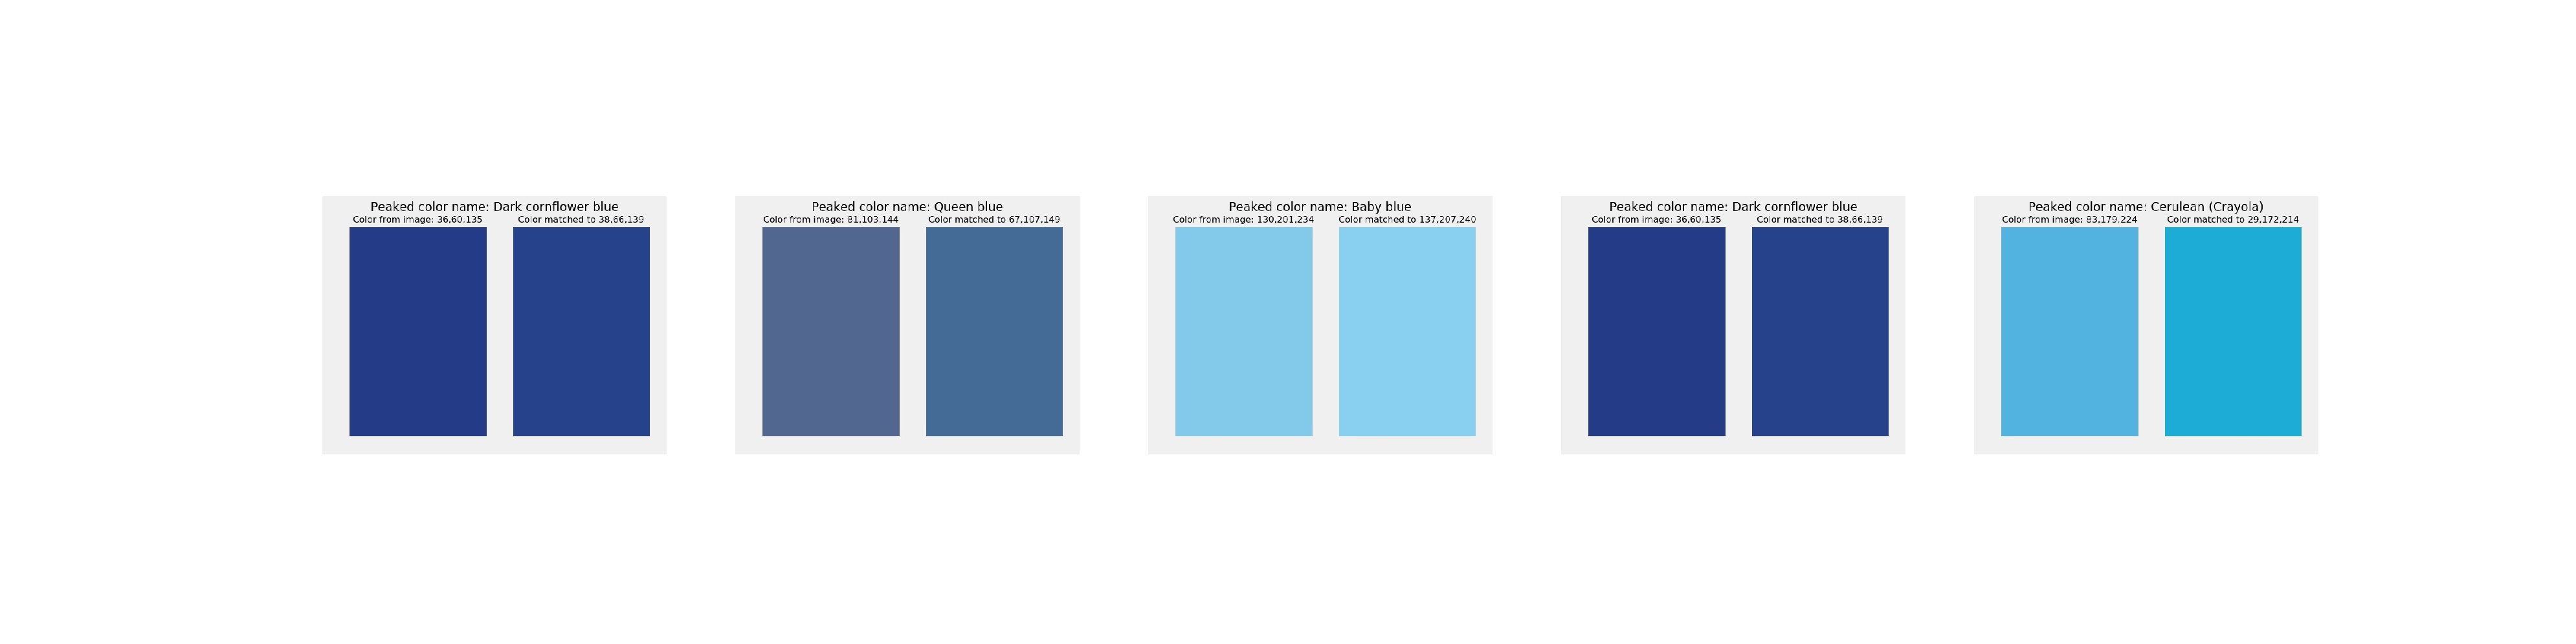 Peaked color name: Dark cornflower blue
Color from image: 36,60,135
Color matched to 38,66,139
Peaked color name: Queen blue
Color from image: 81,103,144
Color matched to 67,107,149
Peaked color name: Baby blue
Color from image: 130,201,234
Color matched to 137,207,240
Peaked color name: Dark cornflower blue
Color from image: 36,60,135
Color matched to 38,66,139
Peaked color name: Cerulean (Crayola)
Color from image: 83,179,224
Color matched to 29,172,214